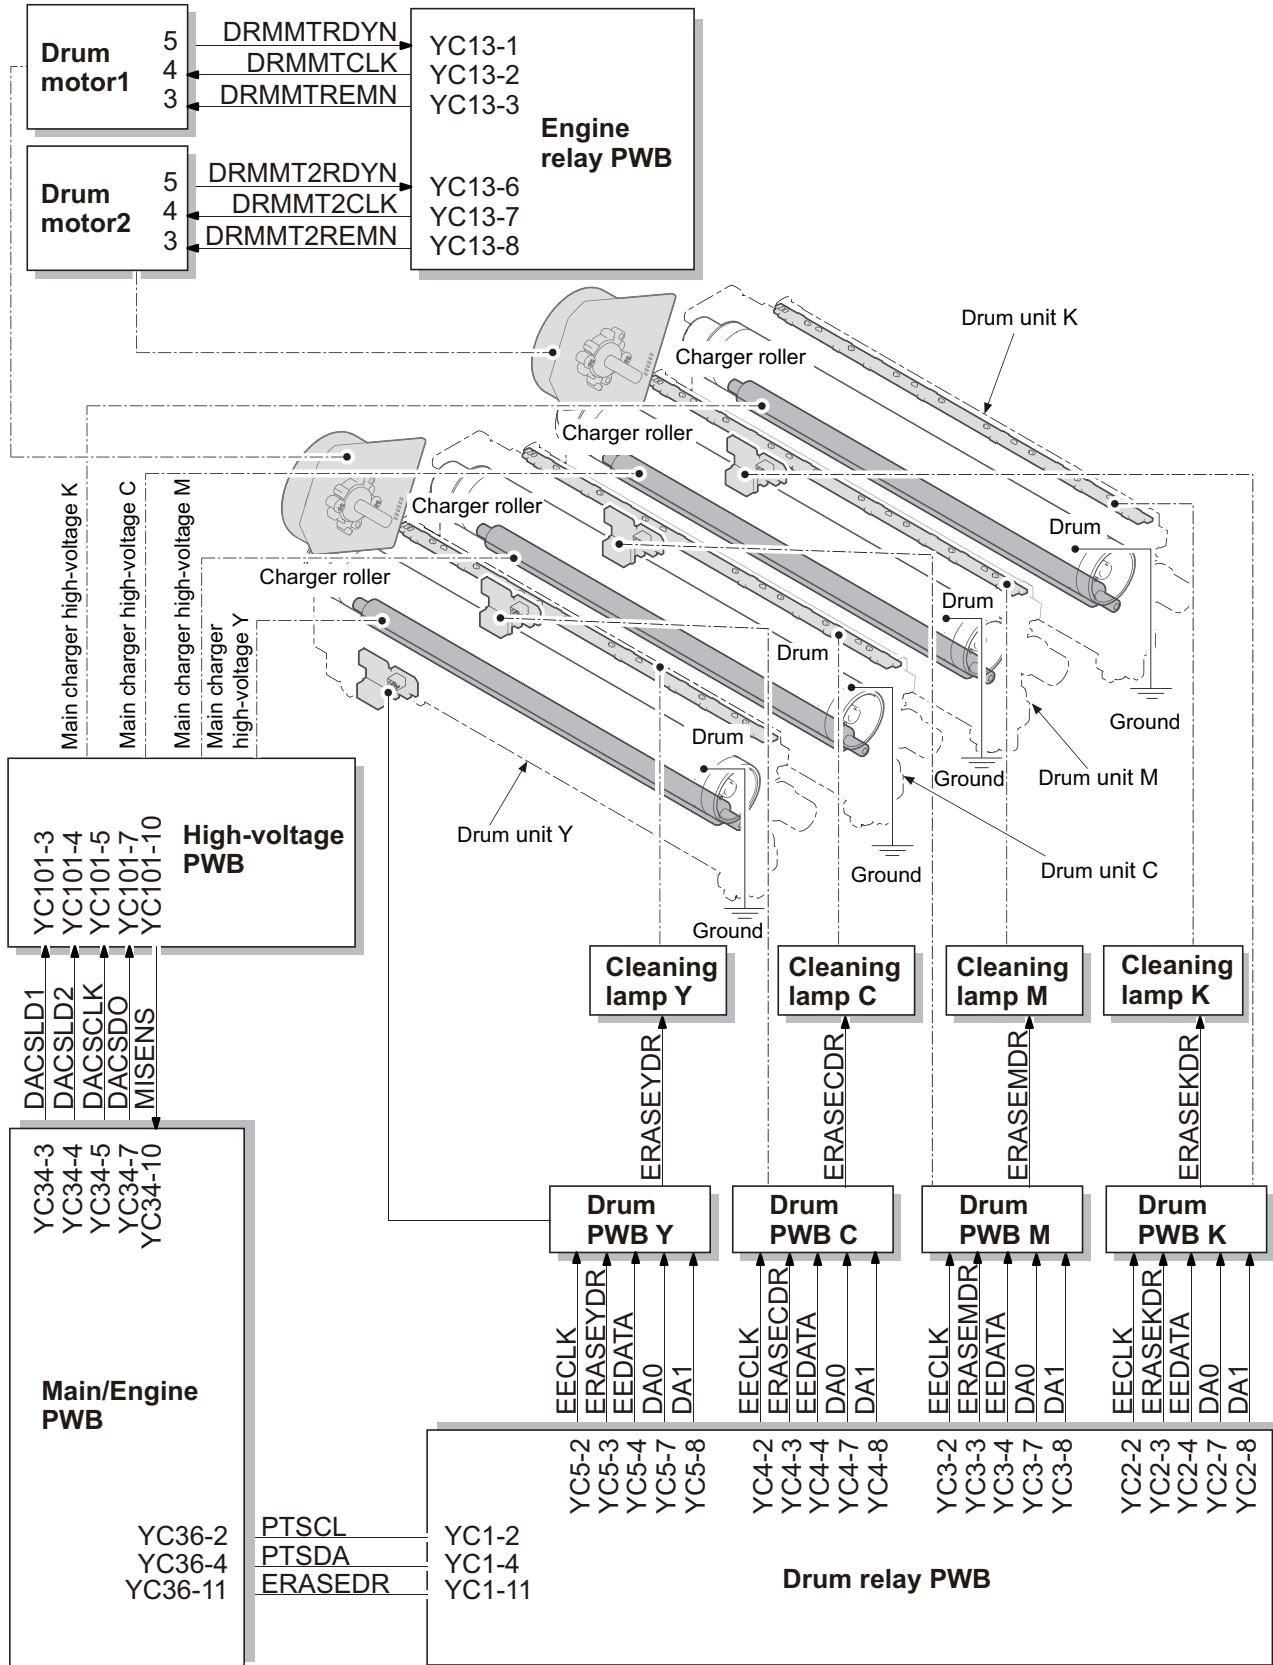 Drum
motor1
5
4
3
DRMMTRDYN
DRMMTCLK
DRMMTREMN
YC13-1
YC13-2
YC13-3
Engine
relay PWB
Drum
motor2
5
4
3
DRMMT2RDYN
DRMMT2CLK
DRMMT2REMN
YC13-6
YC13-7
YC13-8
Drum unit K
Charger roller
Charger roller
Charger roller
Charger roller
Drum
Drum
Drum
Drum
Ground
Ground
Ground
Ground
Drum unit M
Drum unit C
Drum unit Y
Main charger high-voltage K
Main charger high-voltage C
Main charger high-voltage M
Main charger
high-voltage Y
High-voltage
PWB
YC101-3
YC101-4
YC101-5
YC101-7
YC101-10
DACSLD1
DACSLD2
DACSCLK
DACSDO
MISENS
YC34-3
YC34-4
YC34-5
YC34-7
YC34-10
Main/Engine
PWB
Cleaning
lamp Y
Cleaning
lamp C
Cleaning
lamp M
Cleaning
lamp K
ERASEYDR
ERASECDR
ERASEMDR
ERASEKDR
Drum
PWB Y
Drum
PWB C
Drum
PWB M
Drum
PWB K
EECLK
ERASEYDR
EEDATA
DA0
DA1
EECLK
ERASECDR
EEDATA
DA0
DA1
EECLK
ERASEMDR
EEDATA
DA0
DA1
EECLK
ERASEKDR
EEDATA
DA0
DA1
YC5-2
YC5-3
YC5-4
YC5-7
YC5-8
YC4-2
YC4-3
YC4-4
YC4-7
YC4-8
YC3-2
YC3-3
YC3-4
YC3-7
YC3-8
YC2-2
YC2-3
YC2-4
YC2-7
YC2-8
YC36-2
YC36-4
YC36-11
PTSCL
PTSDA
ERASEDR
YC1-2
YC1-4
YC1-11
Drum relay PWB